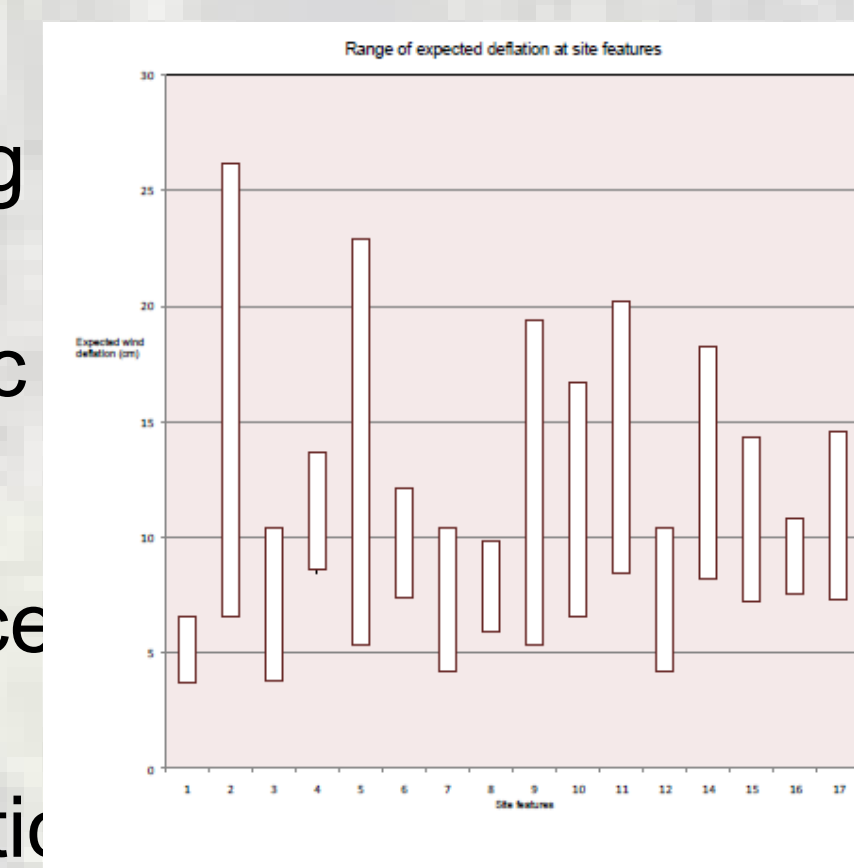 Range of expected deflation at site features
30
25
20
15
10
5
0
Expected wind
deflation (cm)
1 2 3 4 5 6 7 8 9 10 11 12 14 15 16 17
Site features
g
c
ce
tic